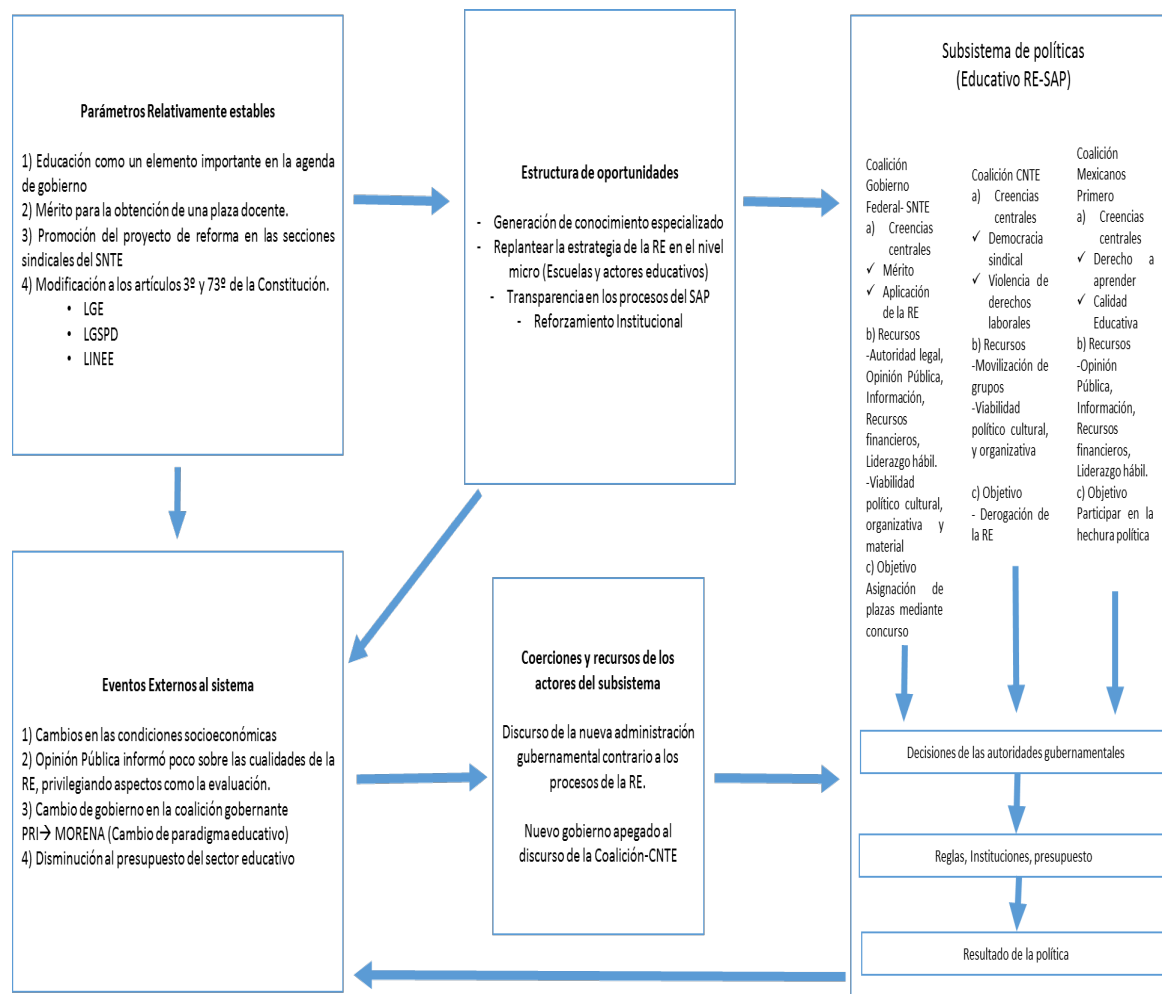 Parámetros Relativamente estables
1) Educación como un elemento importante en la agenda
de gobierno
2) Mérito para la obtención de una plaza docente.
3) Promoción del proyecto de reforma en las secciones
sindicales del SNTE
4) Modificación a los artículos 3º y 73º de la Constitución.
• LGE
• LGSPD
• LINEE
Estructura de oportunidades
- Generación de conocimiento especializado
- Replantear la estrategia de la RE en el nivel
micro (Escuelas y actores educativos)
- Transparencia en los procesos del SAP
- Reforzamiento Institucional
Subsistema de políticas
(Educativo RE-SAP)
Coalición
Gobierno
Federal- SNTE
a) Creencias
centrales
✓ Mérito
✓ Aplicación
de la RE
b) Recursos
-Autoridad legal,
Opinión Pública,
Información,
Recursos
financieros,
Liderazgo hábil.
-Viabilidad
político cultural,
organizativa y
material
c) Objetivo
Asignación de
plazas mediante
concurso
Coalición CNTE
a) Creencias
centrales
✓ Democracia
sindical
✓ Violencia de
derechos
laborales
b) Recursos
-Movilización de
grupos
-Viabilidad
político cultural,
y organizativa
c) Objetivo
- Derogación de
la RE
Coalición
Mexicanos
Primero
a) Creencias
centrales
✓ Derecho a
aprender
✓ Calidad
Educativa
b) Recursos
-Opinión
Pública,
Información,
Recursos
financieros,
Liderazgo hábil.
c) Objetivo
Participar en la
hechura política
Eventos Externos al sistema
1) Cambios en las condiciones socioeconómicas
2) Opinión Pública informó poco sobre las cualidades de la
RE, privilegiando aspectos como la evaluación.
3) Cambio de gobierno en la coalición gobernante
PRI→ MORENA (Cambio de paradigma educativo)
4) Disminución al presupuesto del sector educativo
Coerciones y recursos de los
actores del subsistema
Discurso de la nueva administración
gubernamental contrario a los
procesos de la RE.
Nuevo gobierno apegado al
discurso de la Coalición-CNTE
Decisiones de las autoridades gubernamentales
Reglas, Instituciones, presupuesto
Resultado de la política